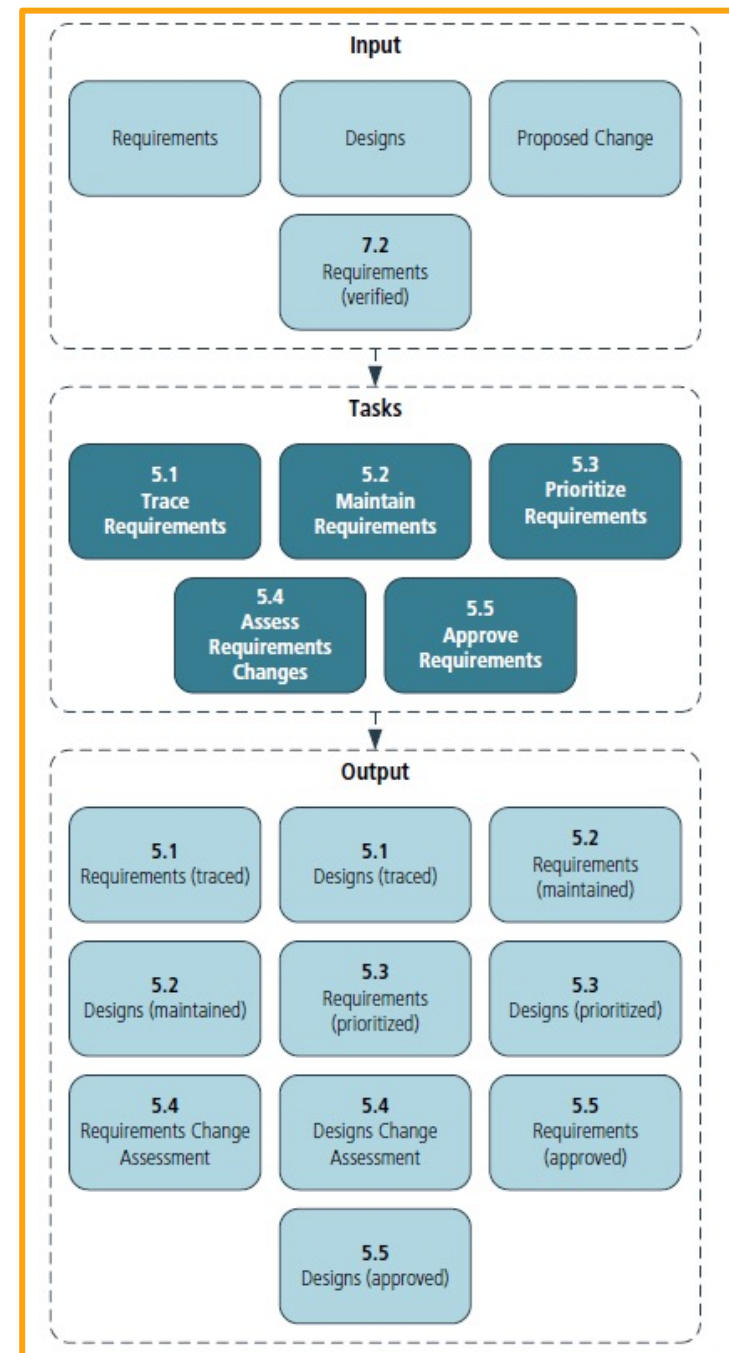 Input
Requirements
Designs
Proposed Change
7.2
Requirements
(verified)
Tasks
5.1
Trace
Requirements
5.2
Maintain
Requirements
5.3
Prioritize
Requirements
5.4
Assess
Requirements
Changes
5.5
Approve
Requirements
Output
5.1
Requirements (traced)
5.1
Designs (traced)
5.2
Requirements
(maintained)
5.2
Designs (maintained)
5.3
Requirements
(prioritized)
5.3
Designs (prioritized)
5.4
Requirements Change
Assessment
5.4
Designs Change
Assessment
5.5
Requirements
(approved)
5.5
Designs (approved)